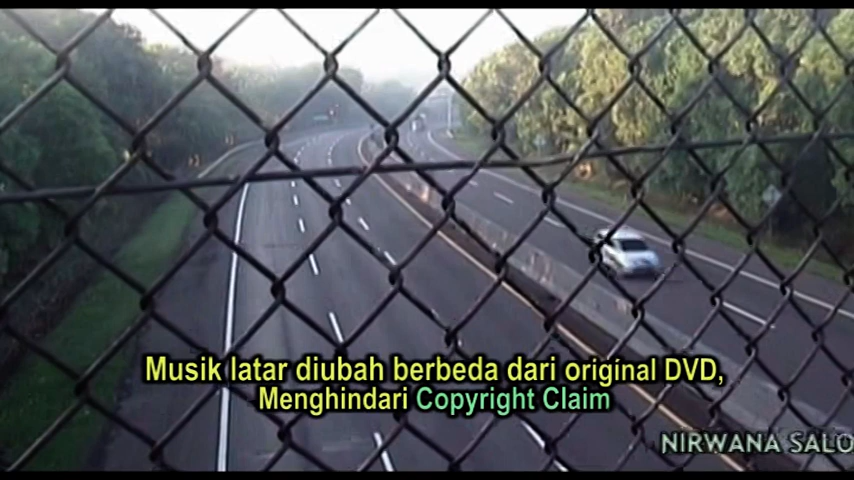 Musik latar diubah berbeda dari original DVD,
Menghindari Copyright Claim
NIRWANA SALO